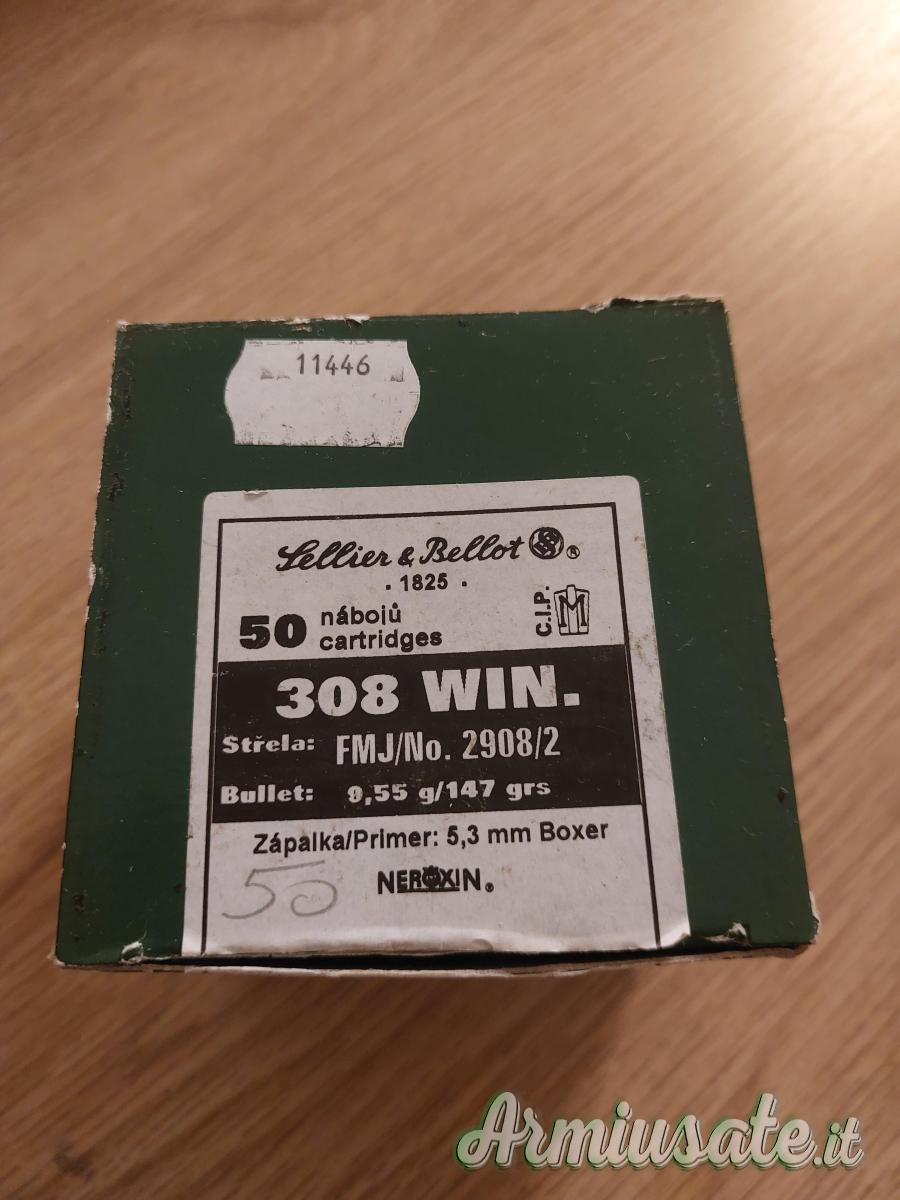 11446
Sellier & Bellot ®
· 1825 ·
50 nábojů
cartridges
C.I.P.
308 WIN.
Střela: FMJ/No. 2908/2
Bullet: 9,55 g/147 grs
Zápalka/Primer: 5,3 mm Boxer
50
NEROXIN®
Armiusate.it